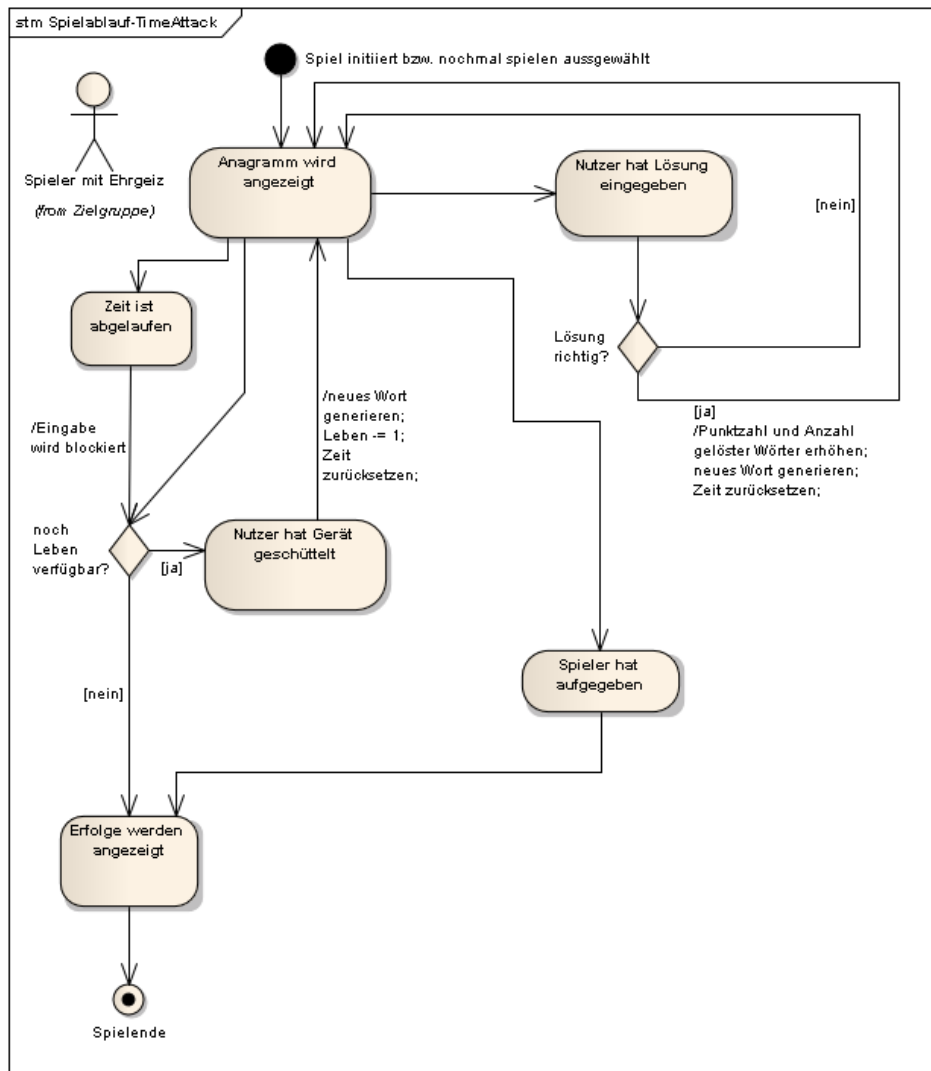 stm Spielablauf-TimeAttack
Spiel initiiert bzw. nochmal spielen aussgewählt
Spieler mit Ehrgeiz
(from Zielgruppe)
Anagramm wird
angezeigt
Nutzer hat Lösung
eingegeben
[nein]
Zeit ist
abgelaufen
Lösung
richtig?
/Eingabe
wird blockiert
/neues Wort
generieren;
Leben -= 1;
Zeit
zurücksetzen;
[ja]
/Punktzahl und Anzahl
gelöster Wörter erhöhen;
neues Wort generieren;
Zeit zurücksetzen;
noch
Leben
verfügbar?
[ja]
Nutzer hat Gerät
geschüttelt
[nein]
Spieler hat
aufgegeben
Erfolge werden
angezeigt
Spielende